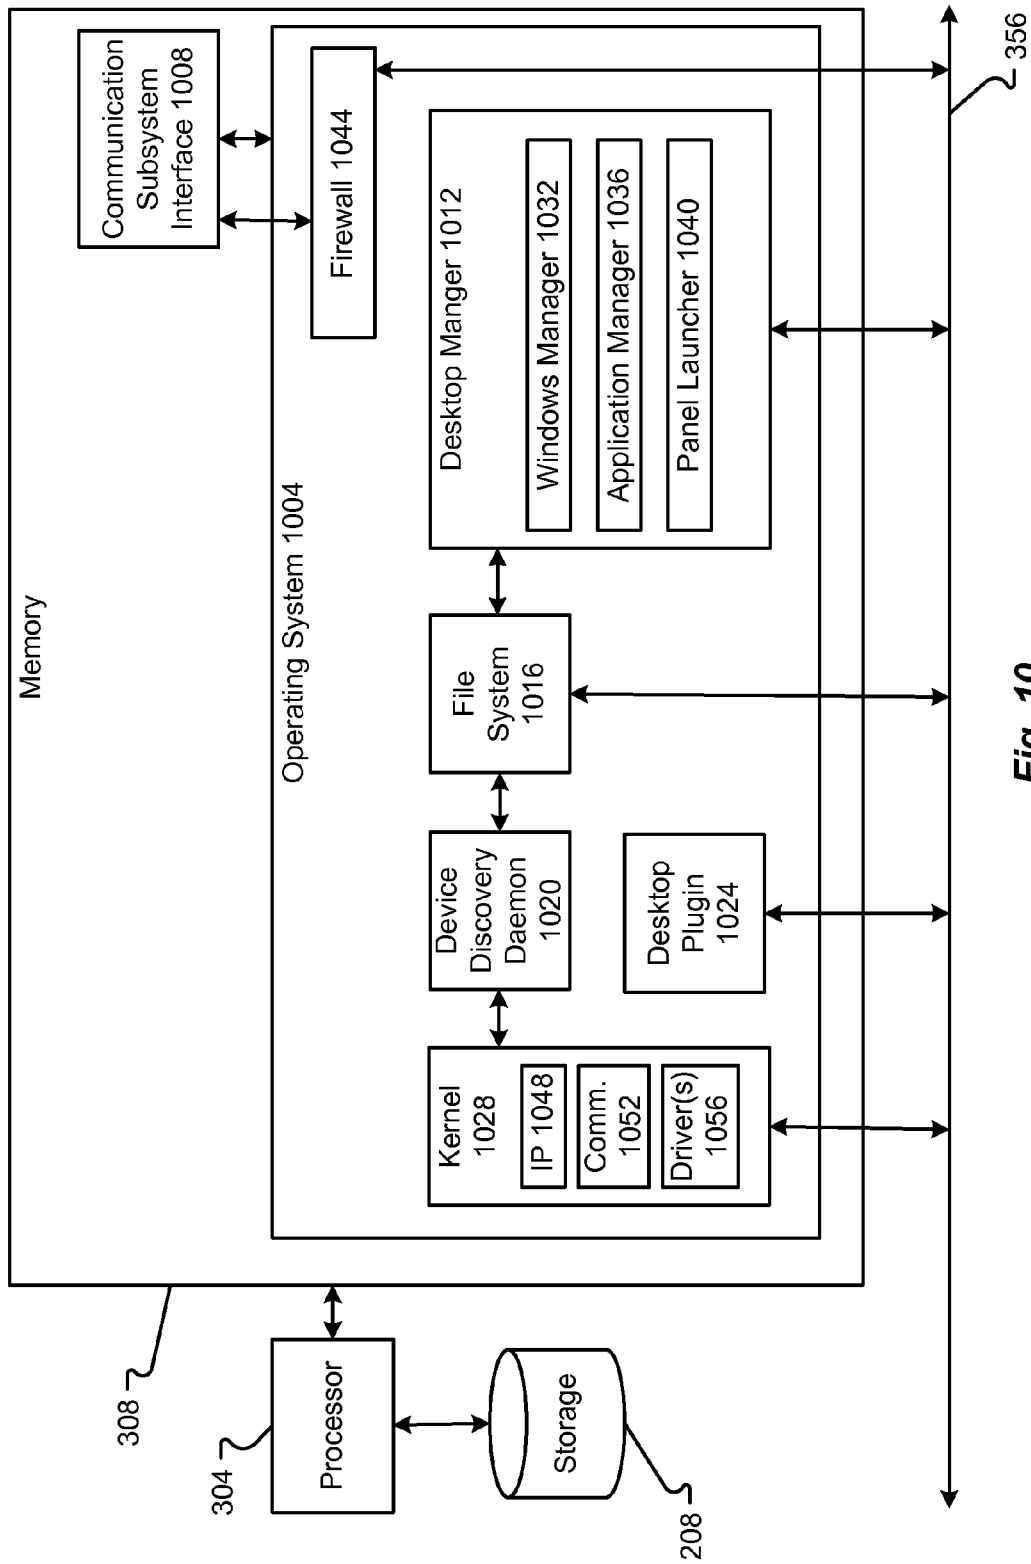 Memory
308
304
Processor
Storage
208
Communication
Subsystem
Interface 1008
Operating System 1004
Firewall 1044
Kernel
1028
IP 1048
Comm.
1052
Driver(s)
1056
Device
Discovery
Daemon
1020
File
System
1016
Desktop Manger 1012
Windows Manager 1032
Application Manager 1036
Panel Launcher 1040
Desktop
Plugin
1024
356
Fig. 10